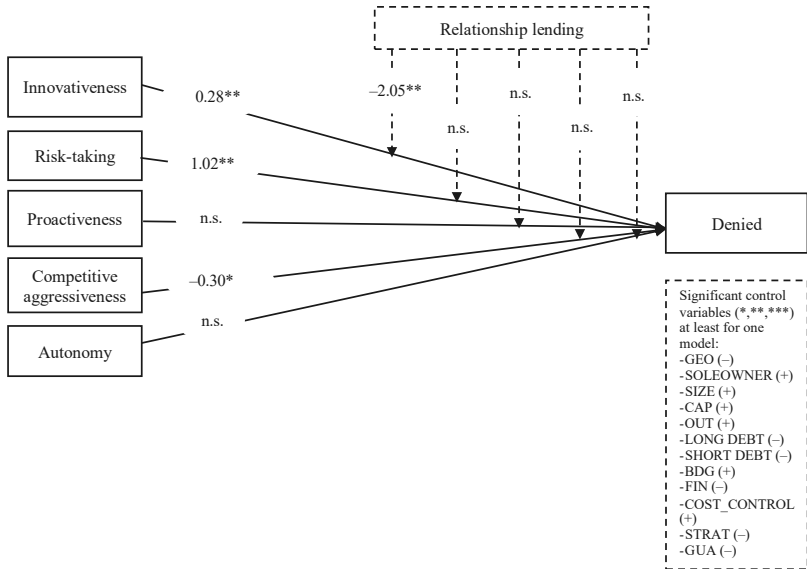 Relationship lending
Innovativeness
0.28**
–2.05**
n.s.
n.s.
n.s.
n.s.
Risk-taking
1.02**
Proactiveness
n.s.
Denied
Competitive
aggressiveness
–0.30*
n.s.
Autonomy
Significant control
variables (*,**,***)
at least for one
model:
-GEO (–)
-SOLEOWNER (+)
-SIZE (+)
-CAP (+)
-OUT (+)
-LONG DEBT (–)
-SHORT DEBT (–)
-BDG (+)
-FIN (–)
-COST_CONTROL
(+)
-STRAT (–)
-GUA (–)